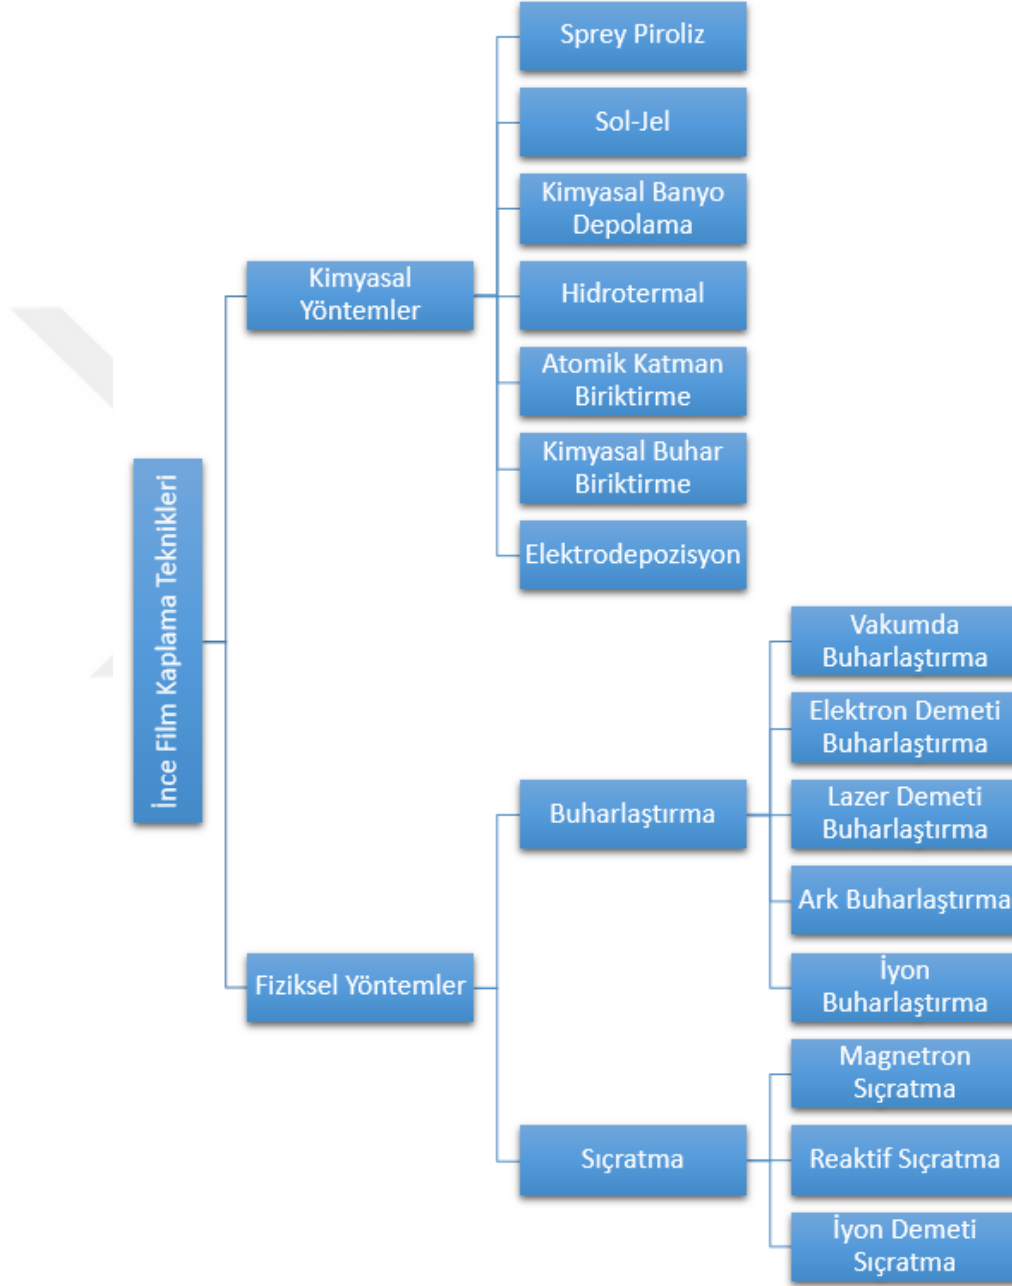 Sprey Piroliz
Sol-Jel
Kimyasal Banyo
Depolama
Kimyasal
Yöntemler
Hidrotermal
Atomik Katman
Biriktirme
Kimyasal Buhar
Biriktirme
Elektrodepozisyon
İnce Film Kaplama Teknikleri
Vakumda
Buharlaştırma
Elektron Demeti
Buharlaştırma
Buharlaştırma
Lazer Demeti
Buharlaştırma
Ark Buharlaştırma
Fiziksel Yöntemler
İyon
Buharlaştırma
Magnetron
Sıçratma
Sıçratma
Reaktif Sıçratma
İyon Demeti
Sıçratma